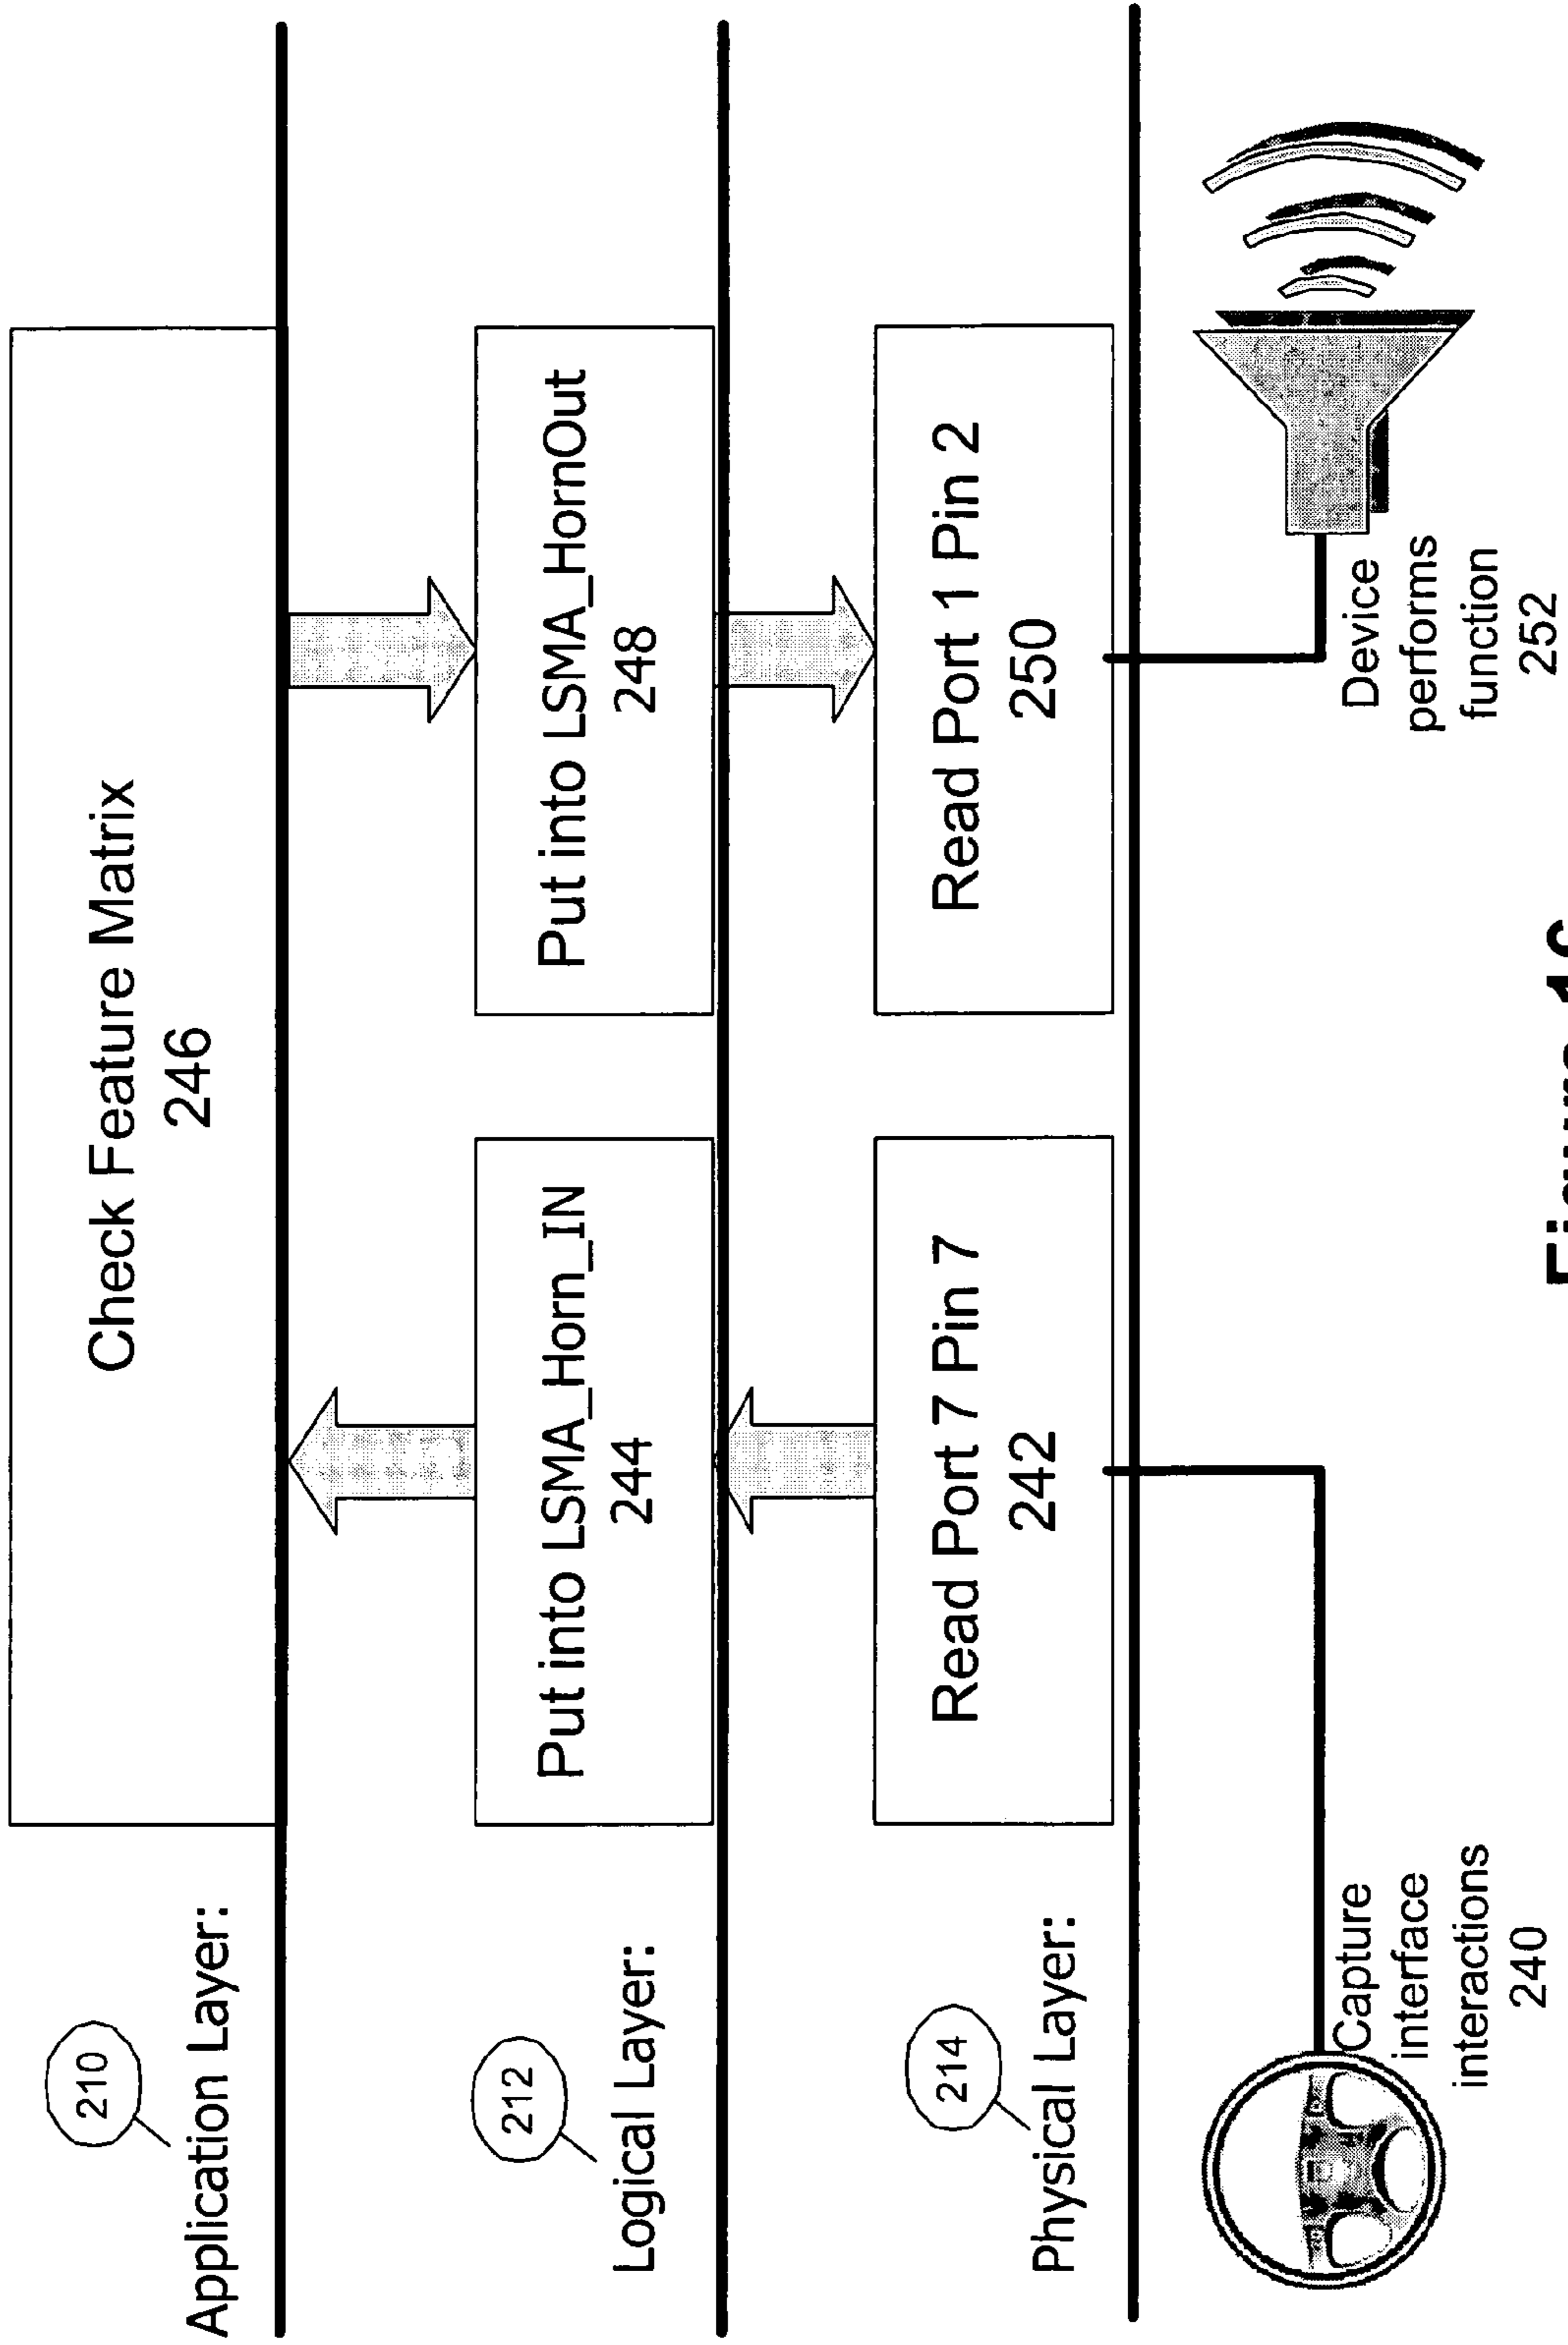 Check Feature Matrix
246
210
Application Layer:
Put into LSMA_Horn_IN
244
Put into LSMA_HornOut
248
212
Logical Layer:
Read Port 7 Pin 7
242
Read Port 1 Pin 2
250
214
Physical Layer:
Capture
interface
interactions
240
Device
performs
function
252